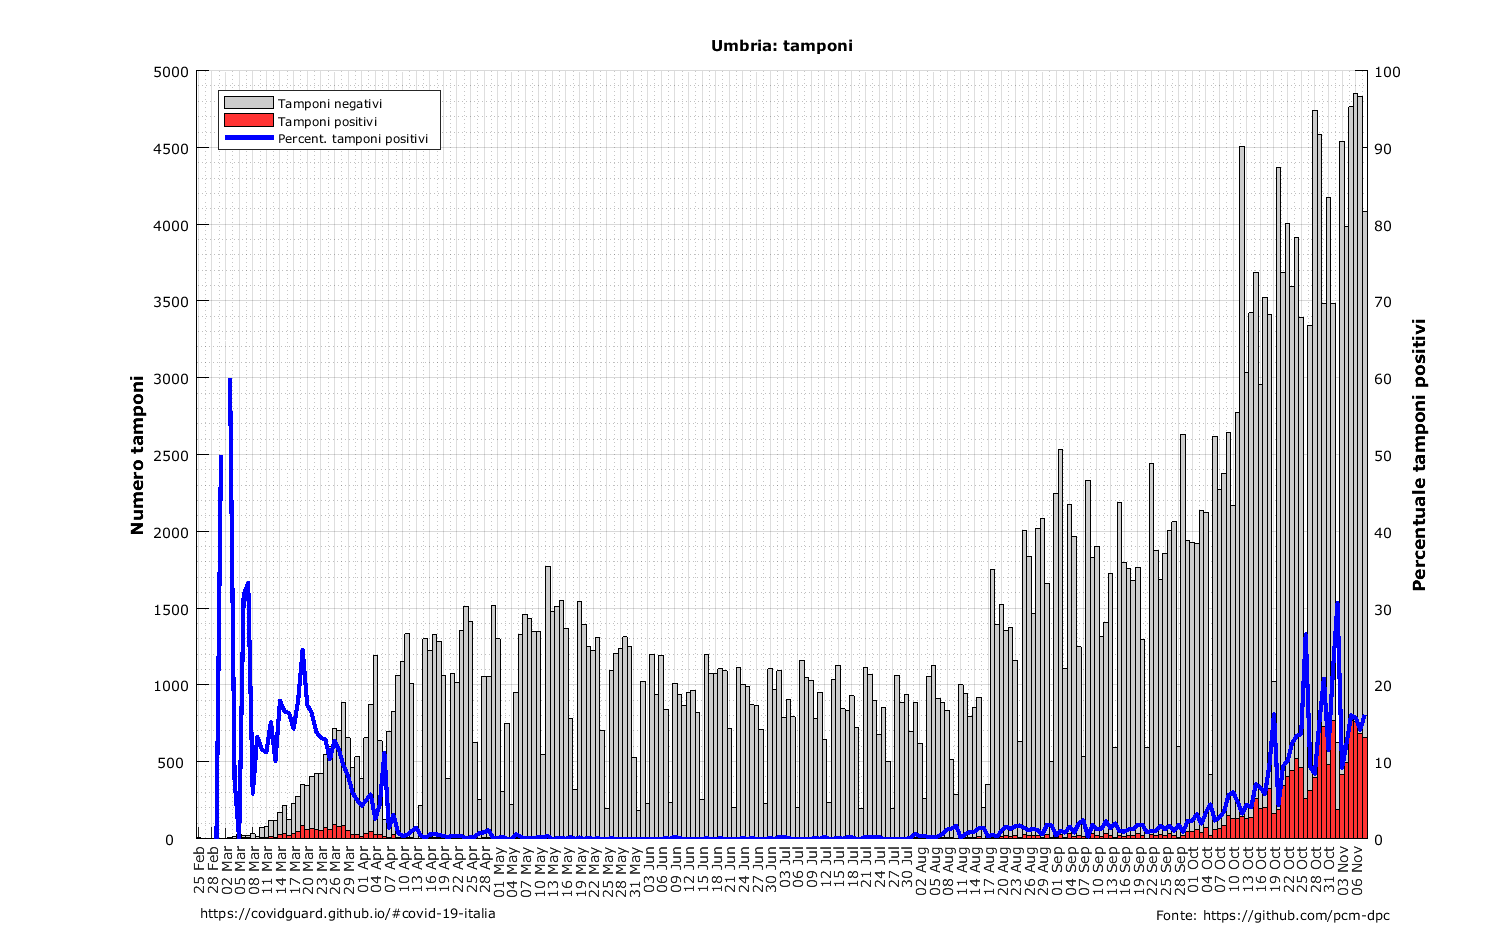 Umbria: tamponi
Tamponi negativi
Tamponi positivi
Percent. tamponi positivi
Numero tamponi
5000
4500
4000
3500
3000
2500
2000
1500
1000
500
0
100
90
80
70
60
50
40
30
20
10
0
Percentuale tamponi positivi
25 Feb
28 Feb
02 Mar
05 Mar
08 Mar
11 Mar
14 Mar
17 Mar
20 Mar
23 Mar
26 Mar
29 Mar
01 Apr
04 Apr
07 Apr
10 Apr
13 Apr
16 Apr
19 Apr
22 Apr
25 Apr
28 Apr
01 May
04 May
07 May
10 May
13 May
16 May
19 May
22 May
25 May
28 May
31 May
03 Jun
06 Jun
09 Jun
12 Jun
15 Jun
18 Jun
21 Jun
24 Jun
27 Jun
30 Jun
03 Jul
06 Jul
09 Jul
12 Jul
15 Jul
18 Jul
21 Jul
24 Jul
27 Jul
30 Jul
02 Aug
05 Aug
08 Aug
11 Aug
14 Aug
17 Aug
20 Aug
23 Aug
26 Aug
29 Aug
01 Sep
04 Sep
07 Sep
10 Sep
13 Sep
16 Sep
19 Sep
22 Sep
25 Sep
28 Sep
01 Oct
04 Oct
07 Oct
10 Oct
13 Oct
16 Oct
19 Oct
22 Oct
25 Oct
28 Oct
31 Oct
03 Nov
06 Nov
https://covidguard.github.io/#covid-19-italia
Fonte: https://github.com/pcm-dpc